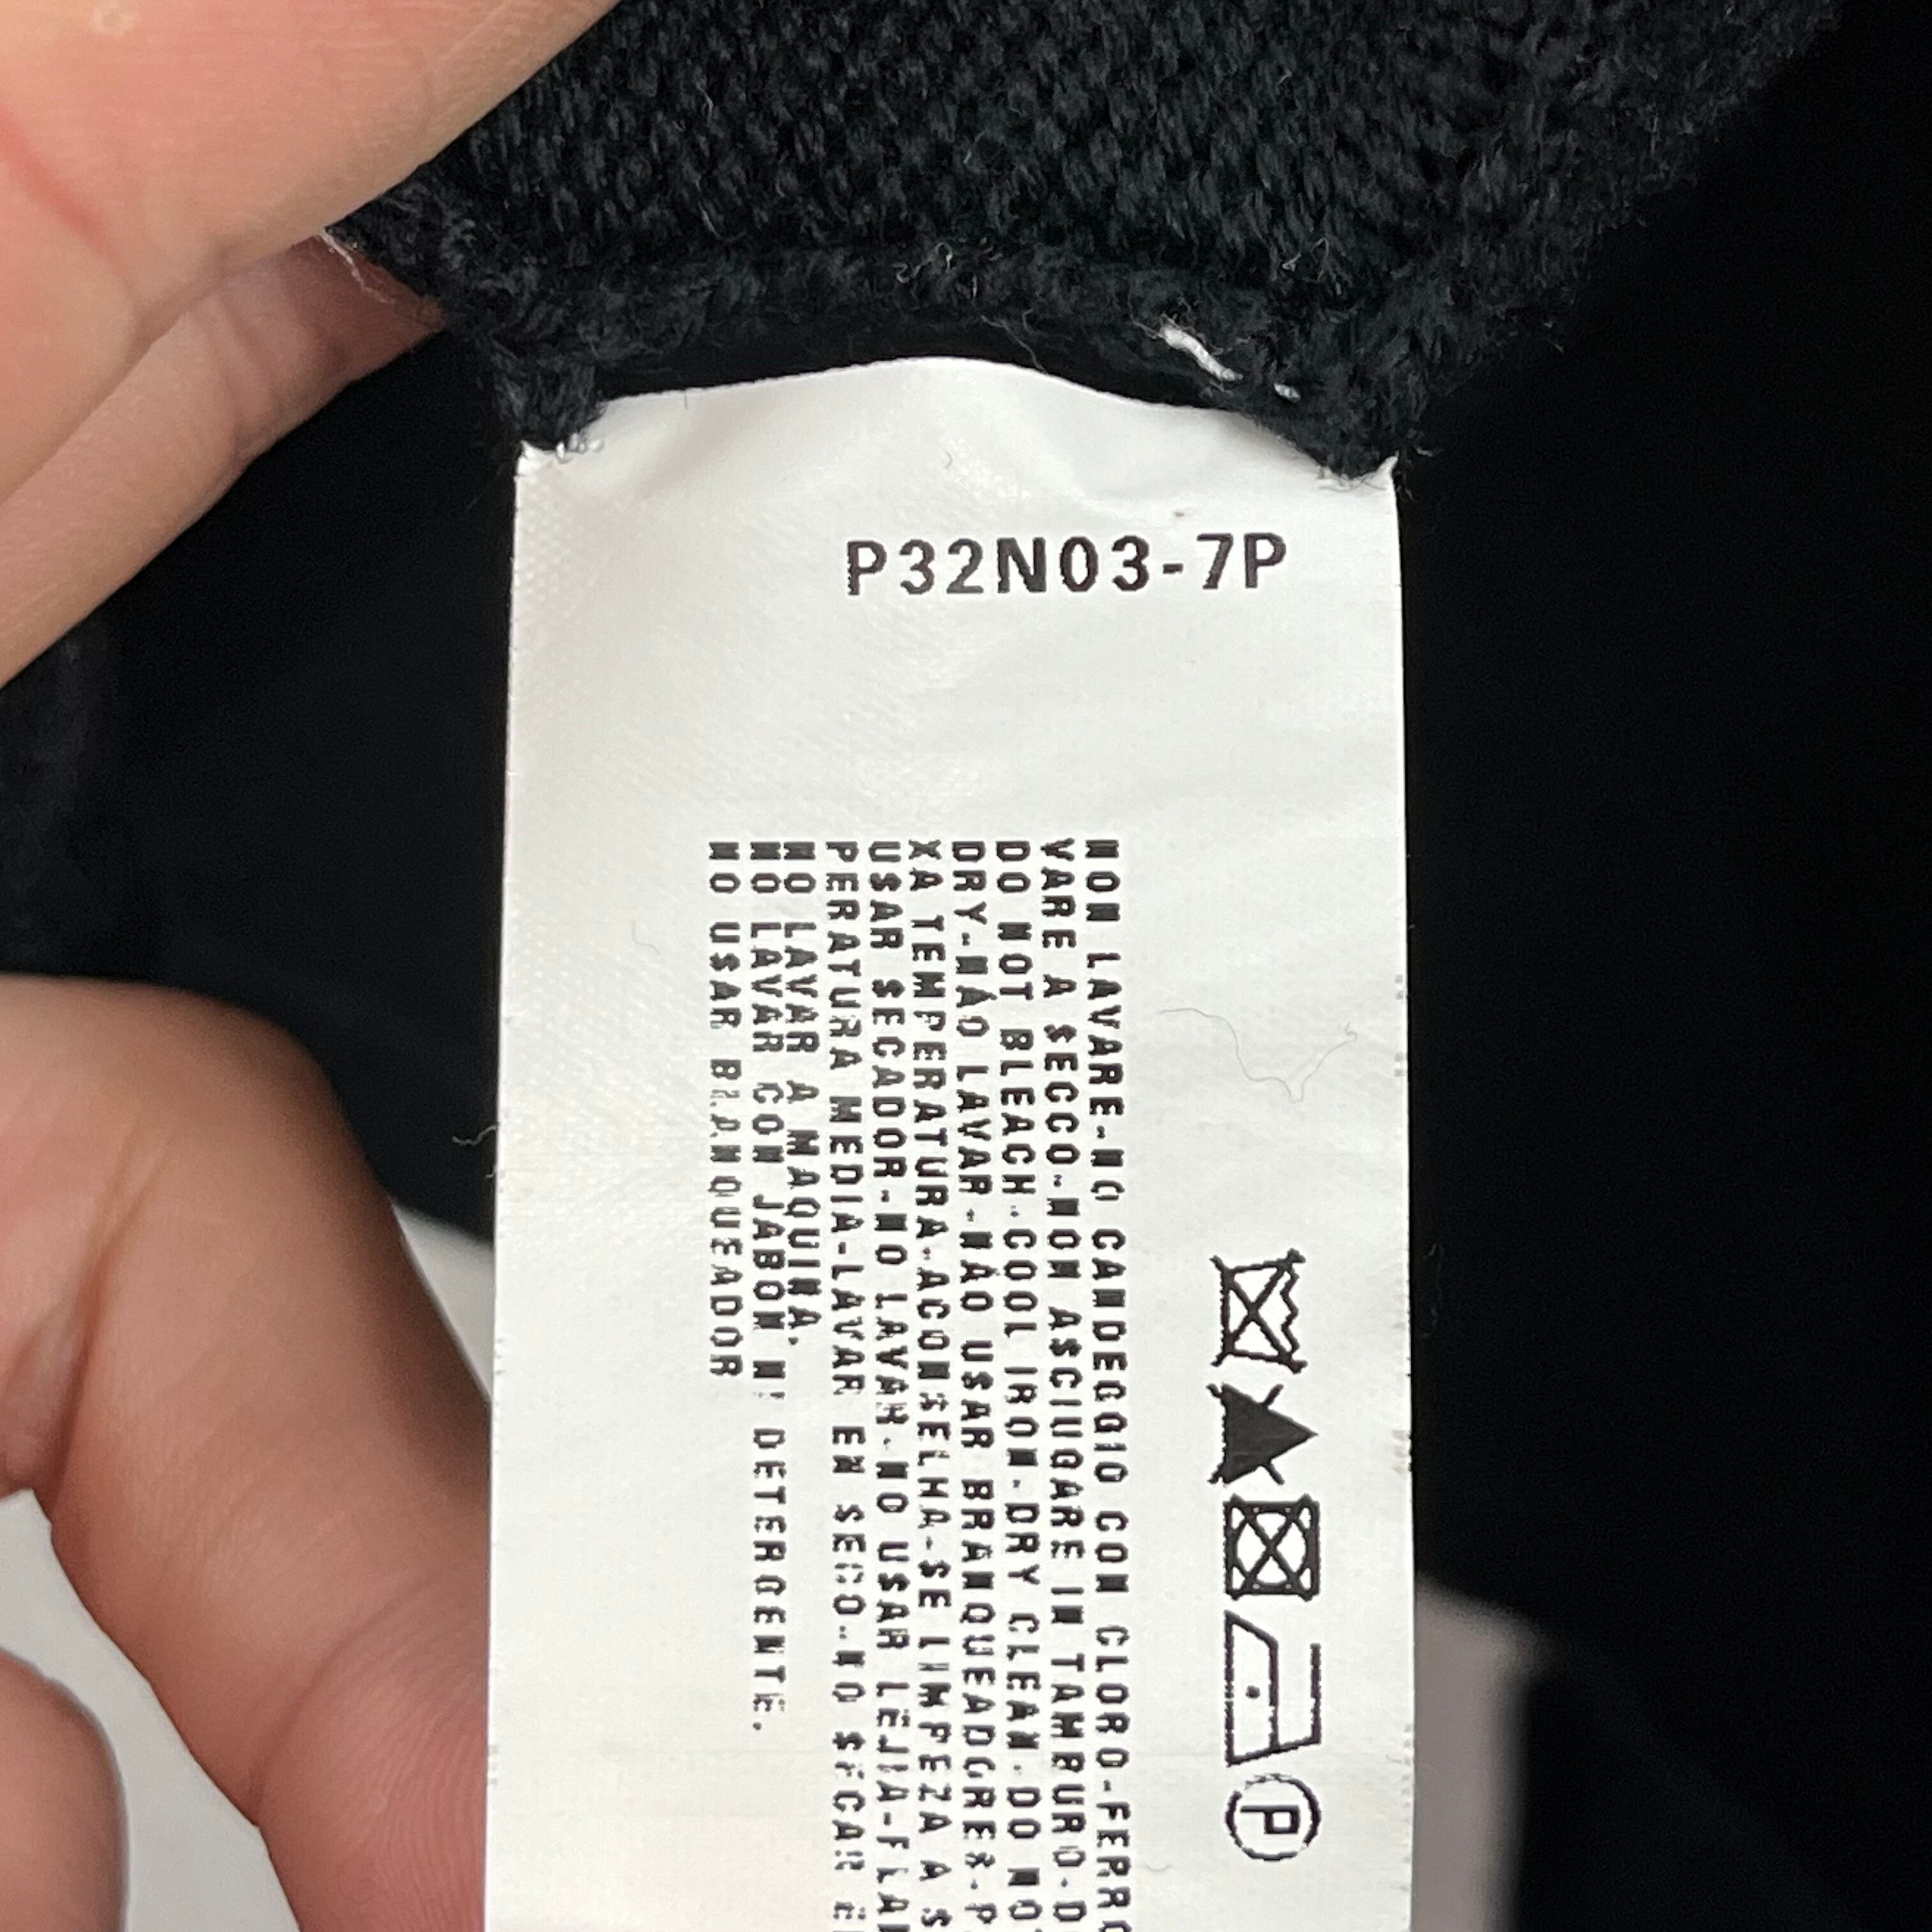 P32N03-7P
NON LAVARE-NO CANDEGGIO CON CLORO-FERRO
VARE A SECCO-NON ASCIUGARE IN TAMBURO-D
DO NOT BLEACH-COOL IRON-DRY CLEAN-DO NOT
DRY-NÃO LAVAR-NÃO USAR BRANQUEADORES-P
XA TEMPERATURA-ACONSELHA-SE LIMPEZA A S
USAR SECADOR-NO LAVAR-NO USAR LEJIA-PLA
PERATURA MEDIA-LAVAR EN SECO-NO SECAR E
NO LAVAR A MAQUINA.
NO LAVAR CON JABON NI DETERGENTE.
NO USAR BLANQUEADOR
P